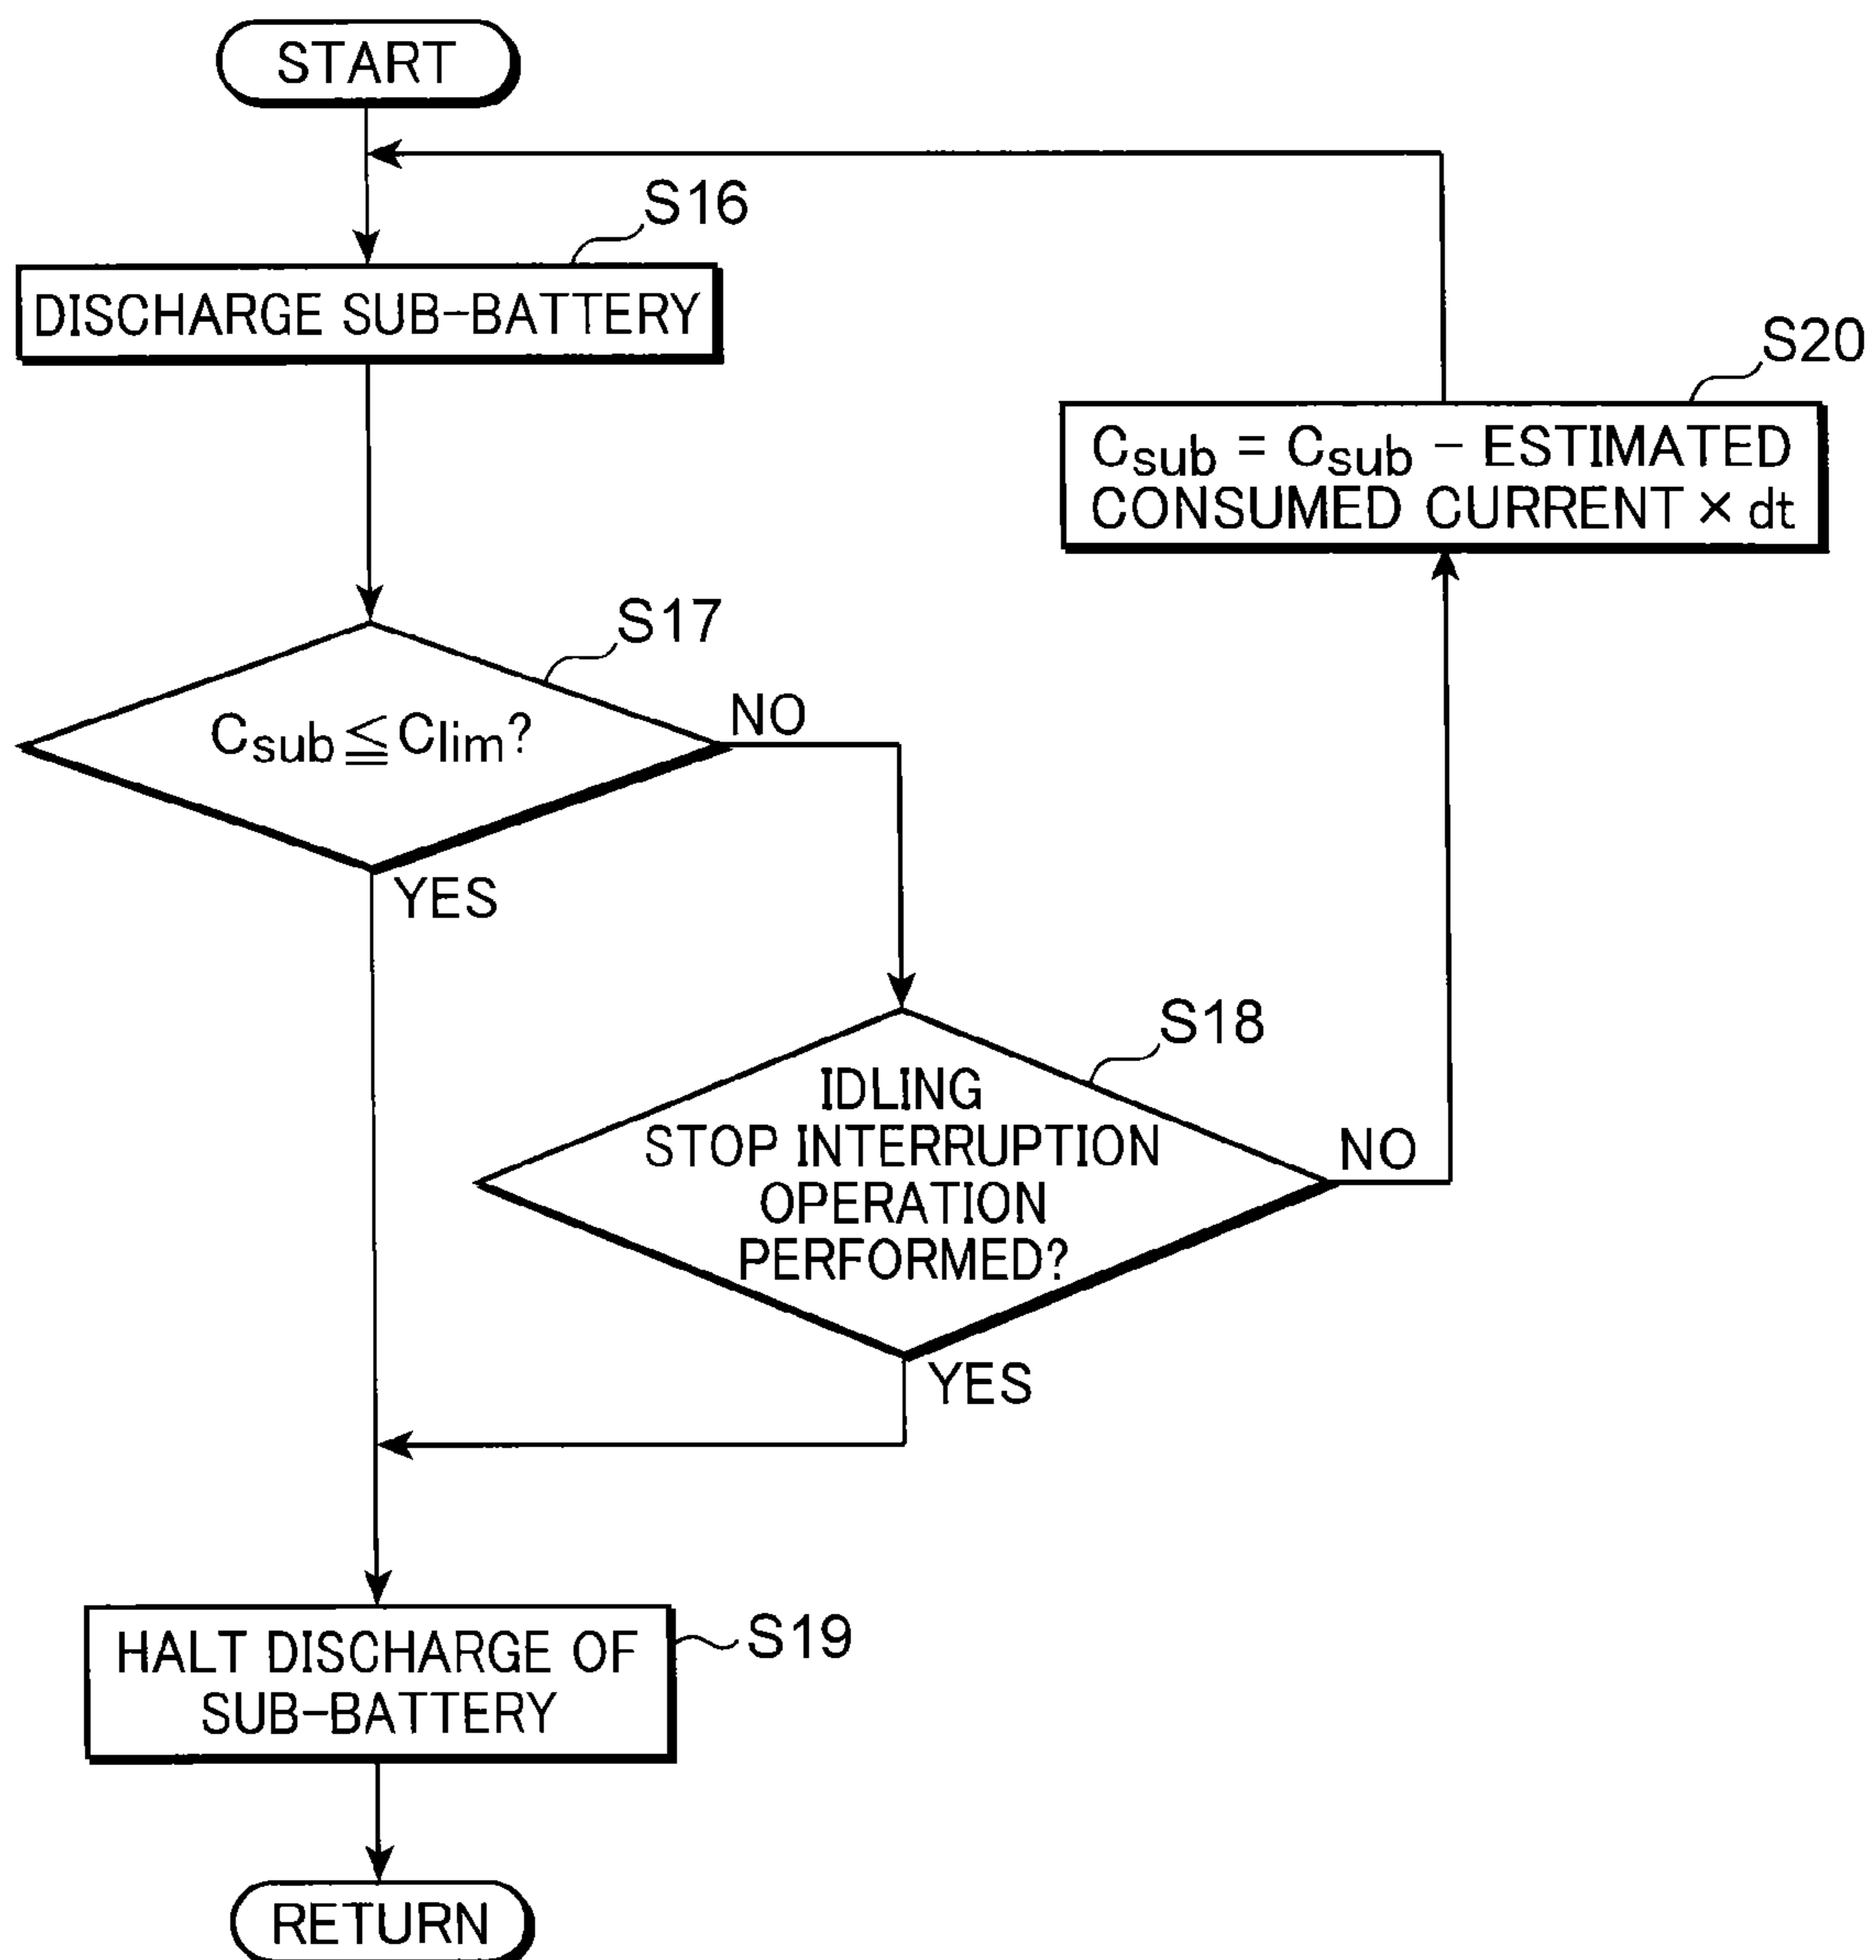 START
S16
DISCHARGE SUB-BATTERY
S20
Csub = Csub − ESTIMATED
CONSUMED CURRENT × dt
S17
Csub ≦ Clim?
NO
YES
S18
IDLING
STOP INTERRUPTION
OPERATION
PERFORMED?
NO
YES
HALT DISCHARGE OF
SUB-BATTERY
S19
RETURN